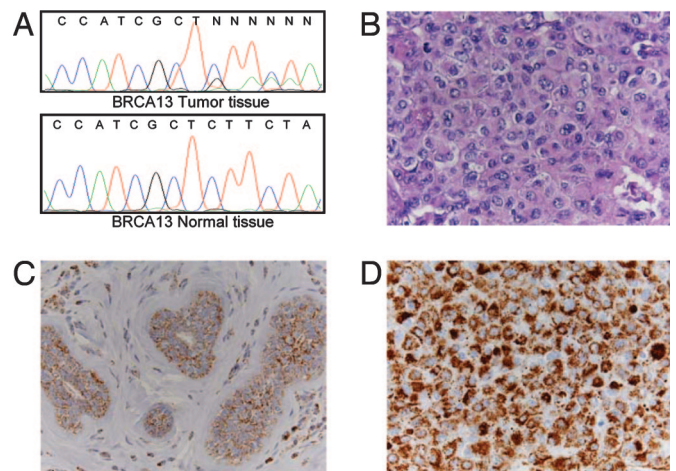 A
C C A T C G C T N N N N N N
BRCA13 Tumor tissue
C C A T C G C T C T T C T A
BRCA13 Normal tissue
B
C
D